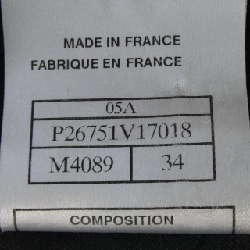 MADE IN FRANCE
FABRIQUE EN FRANCE
05A
P26751V17018
M4089 34
COMPOSITION